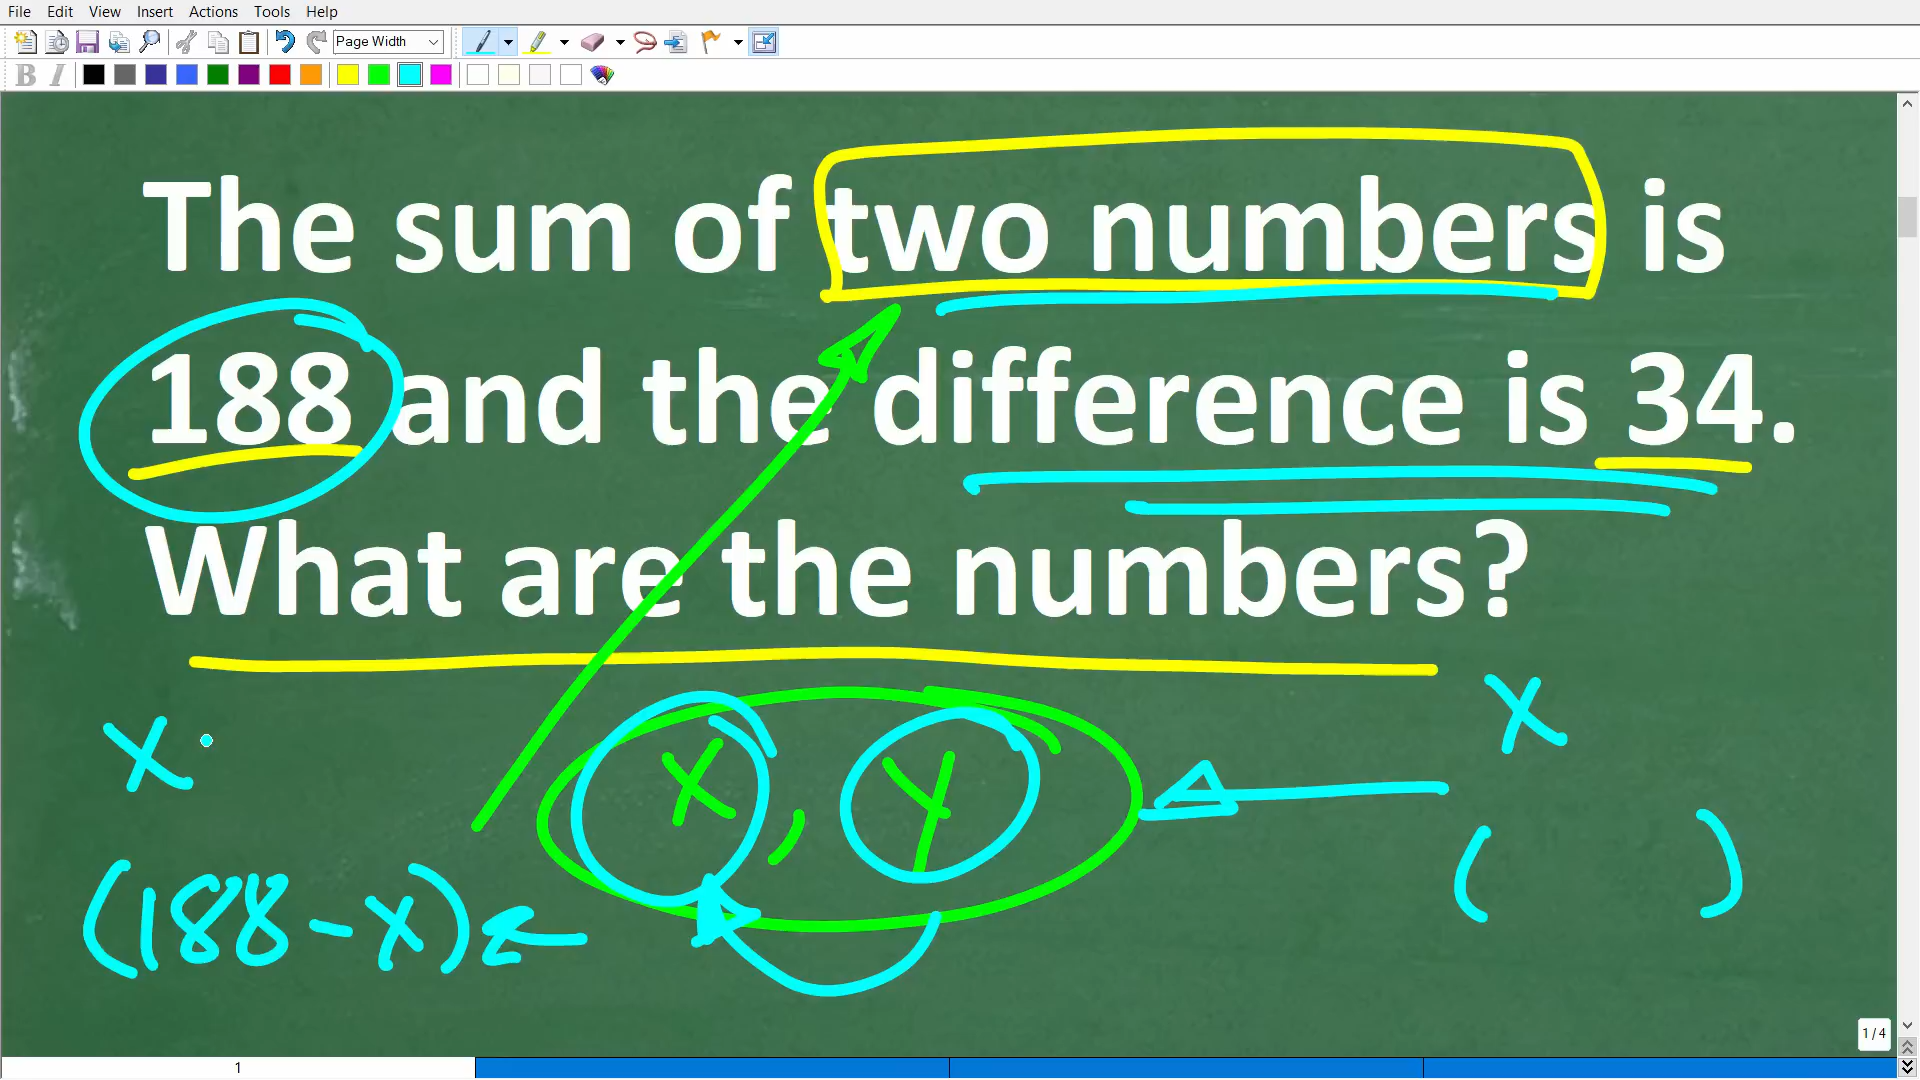 File Edit View Insert Actions Tools Help
Page Width
B I
The sum of two numbers is
188 and the difference is 34.
What are the numbers?
X
X
X , Y
( )
(188-X)
1/4
1